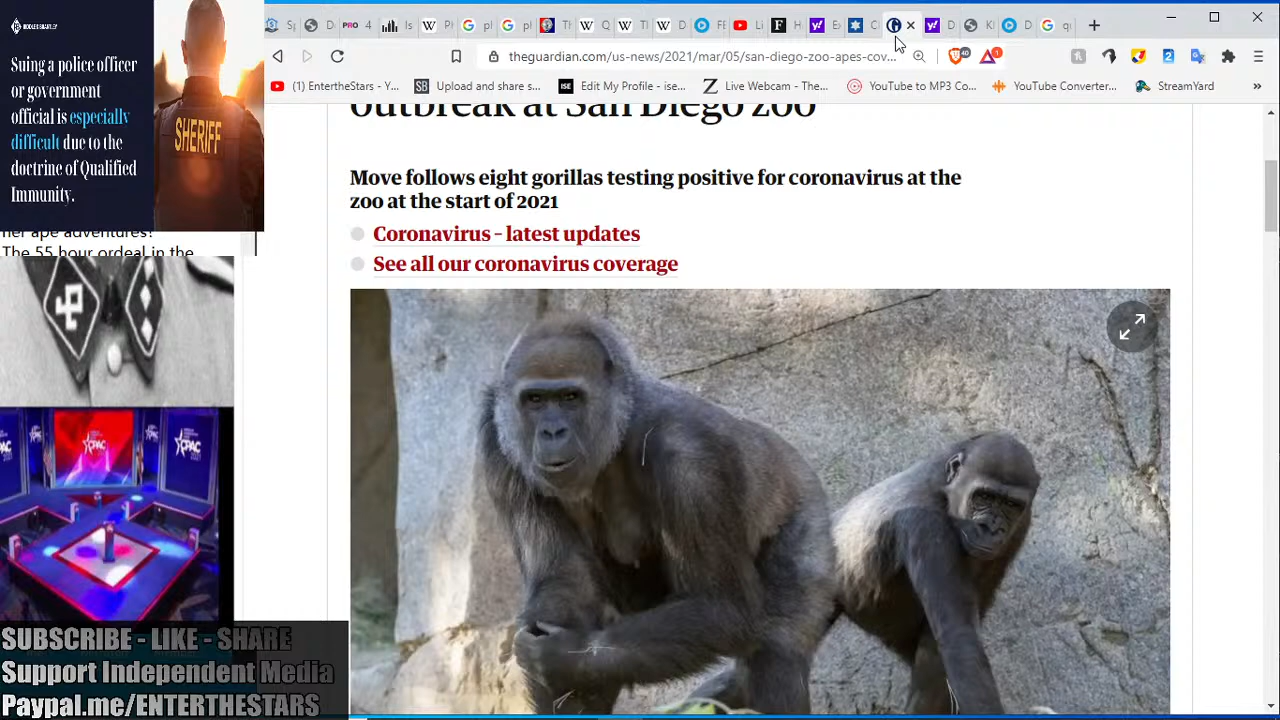 Suing a police officer
or government
official is especially
difficult due to the
doctrine of Qualified
Immunity.
SHERIFF
her ape adventures!
The 55 hour ordeal in the
CPAC
CPAC
CPAC
SUBSCRIBE - LIKE - SHARE
Support Independent Media
Paypal.me/ENTERTHESTARS
theguardian.com/us-news/2021/mar/05/san-diego-zoo-apes-cov...
(1) EntertheStars - Y...
Upload and share s...
Edit My Profile - ise...
Live Webcam - The...
YouTube to MP3 Co...
YouTube Converter...
StreamYard
outbreak at San Diego zoo
Move follows eight gorillas testing positive for coronavirus at the
zoo at the start of 2021
Coronavirus – latest updates
See all our coronavirus coverage